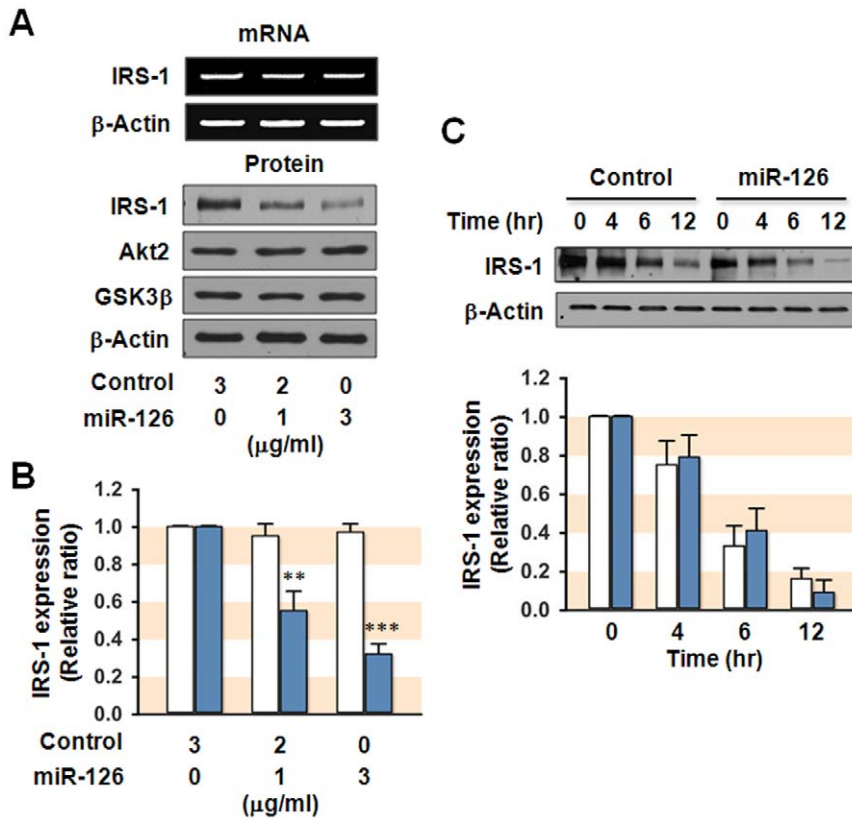 A
mRNA
IRS-1
β-Actin
Protein
IRS-1
Akt2
GSK3β
β-Actin
Control 3 2 0
miR-126 0 1 3
(μg/ml)
B
IRS-1 expression
(Relative ratio)
1.2
1.0
0.8
0.6
0.4
0.2
0.0
**
***
Control 3 2 0
miR-126 0 1 3
(μg/ml)
C
Control miR-126
Time (hr) 0 4 6 12 0 4 6 12
IRS-1
β-Actin
IRS-1 expression
(Relative ratio)
1.2
1.0
0.8
0.6
0.4
0.2
0.0
0 4 6 12
Time (hr)